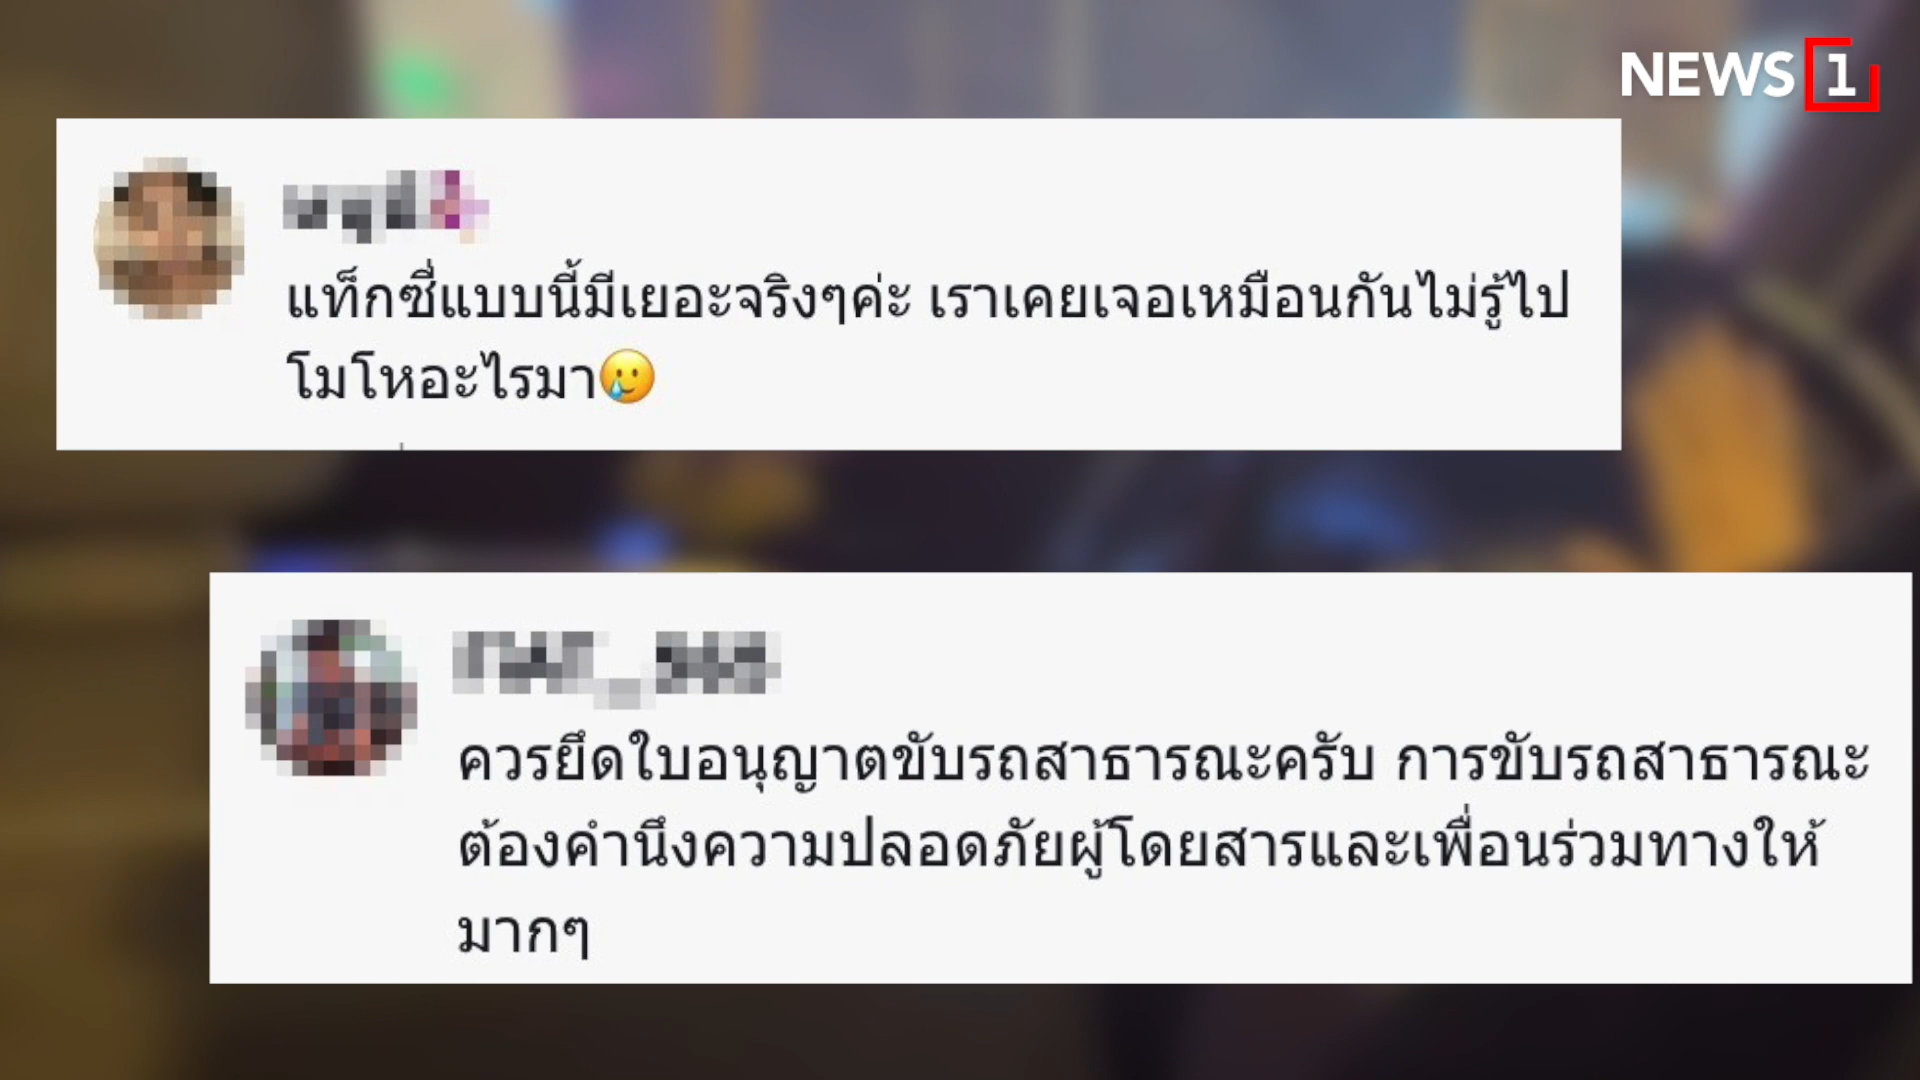 NEWS 1
แท็กซี่แบบนี้มีเยอะจริงๆค่ะ เราเคยเจอเหมือนกันไม่รู้ไป
โมโหอะไรมา🥲
ควรยึดใบอนุญาตขับรถสาธารณะครับ การขับรถสาธารณะ
ต้องคำนึงความปลอดภัยผู้โดยสารและเพื่อนร่วมทางให้
มากๆ